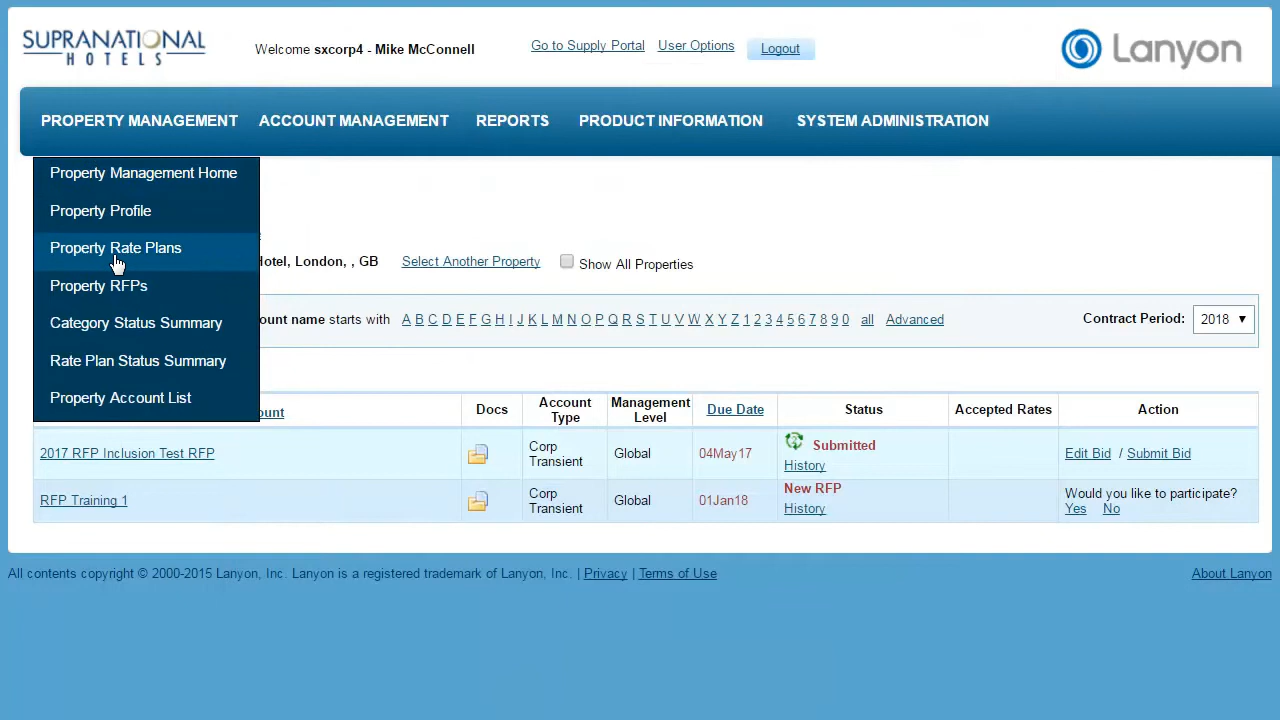 SUPRANATIONAL
HOTELS
Welcome sxcorp4 - Mike McConnell
Go to Supply Portal User Options Logout
Lanyon
PROPERTY MANAGEMENT ACCOUNT MANAGEMENT REPORTS PRODUCT INFORMATION SYSTEM ADMINISTRATION
Property Management Home
Property Profile
Property Rate Plans
Property RFPs
Category Status Summary
Rate Plan Status Summary
Property Account List
Hotel, London, , GB Select Another Property Show All Properties
ount name starts with A B C D E F G H I J K L M N O P Q R S T U V W X Y Z 1 2 3 4 5 6 7 8 9 0 all Advanced Contract Period: 2018
ount Docs Account Type Management Level Due Date Status Accepted Rates Action
2017 RFP Inclusion Test RFP Corp Transient Global 04May17 Submitted History Edit Bid / Submit Bid
RFP Training 1 Corp Transient Global 01Jan18 New RFP History Would you like to participate? Yes No
All contents copyright © 2000-2015 Lanyon, Inc. Lanyon is a registered trademark of Lanyon, Inc. | Privacy | Terms of Use About Lanyon